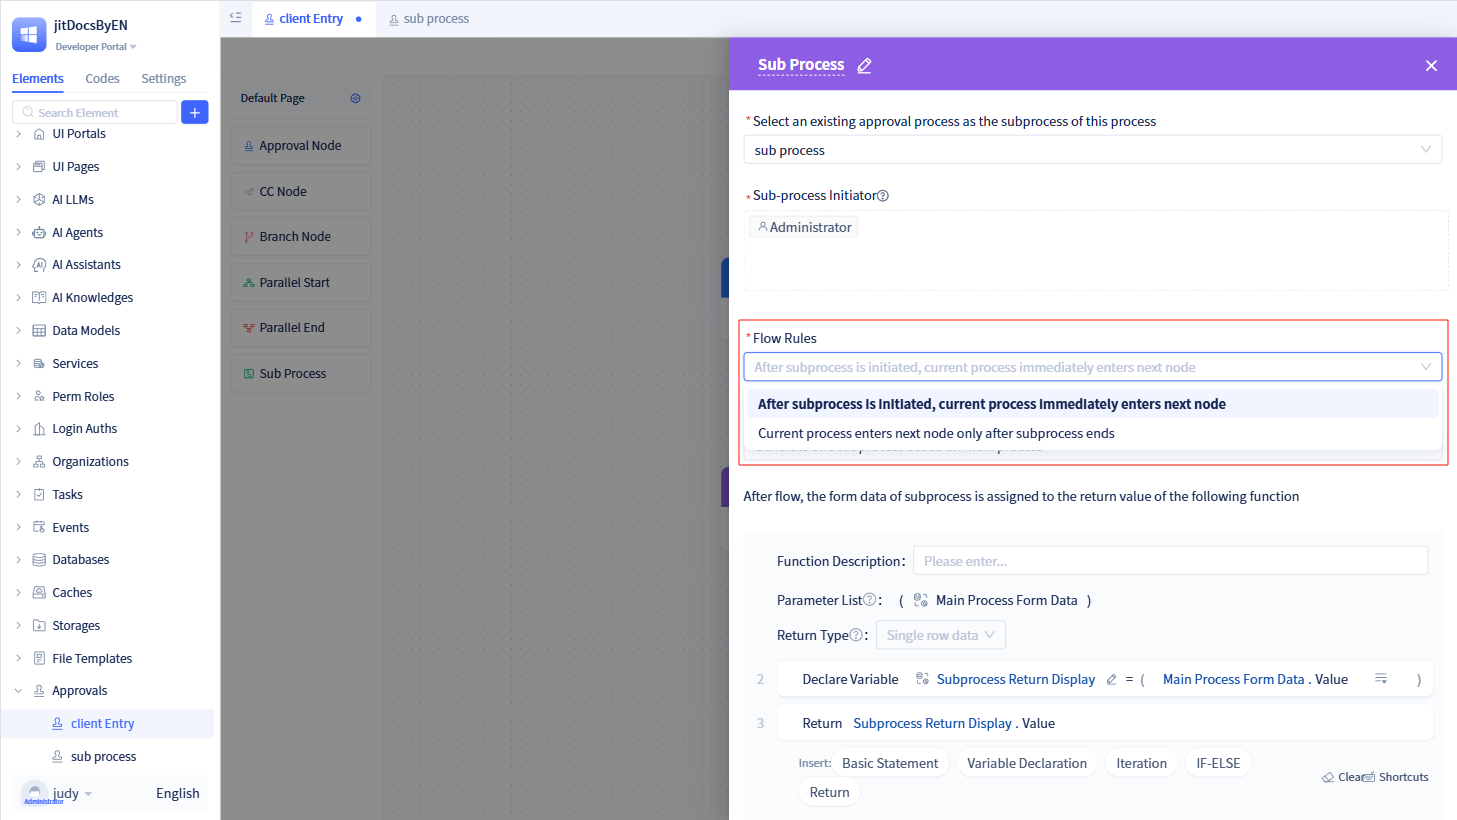 jitDocsByEN
Developer Portal
Elements
Codes
Settings
Search Element
UI Portals
UI Pages
AI LLMs
AI Agents
AI Assistants
AI Knowledges
Data Models
Services
Perm Roles
Login Auths
Organizations
Tasks
Events
Databases
Caches
Storages
File Templates
Approvals
client Entry
sub process
judy
Administrator
English
client Entry
sub process
Default Page
Approval Node
CC Node
Branch Node
Parallel Start
Parallel End
Sub Process
Sub Process
*Select an existing approval process as the subprocess of this process
sub process
*Sub-process Initiator
Administrator
*Flow Rules
After subprocess is initiated, current process immediately enters next node
After subprocess is initiated, current process immediately enters next node
Current process enters next node only after subprocess ends
After flow, the form data of subprocess is assigned to the return value of the following function
Function Description: Please enter...
Parameter List: ( Main Process Form Data )
Return Type: Single row data
2 Declare Variable Subprocess Return Display = ( Main Process Form Data . Value )
3 Return Subprocess Return Display . Value
Insert: Basic Statement Variable Declaration Iteration IF-ELSE
Return
Clear Shortcuts